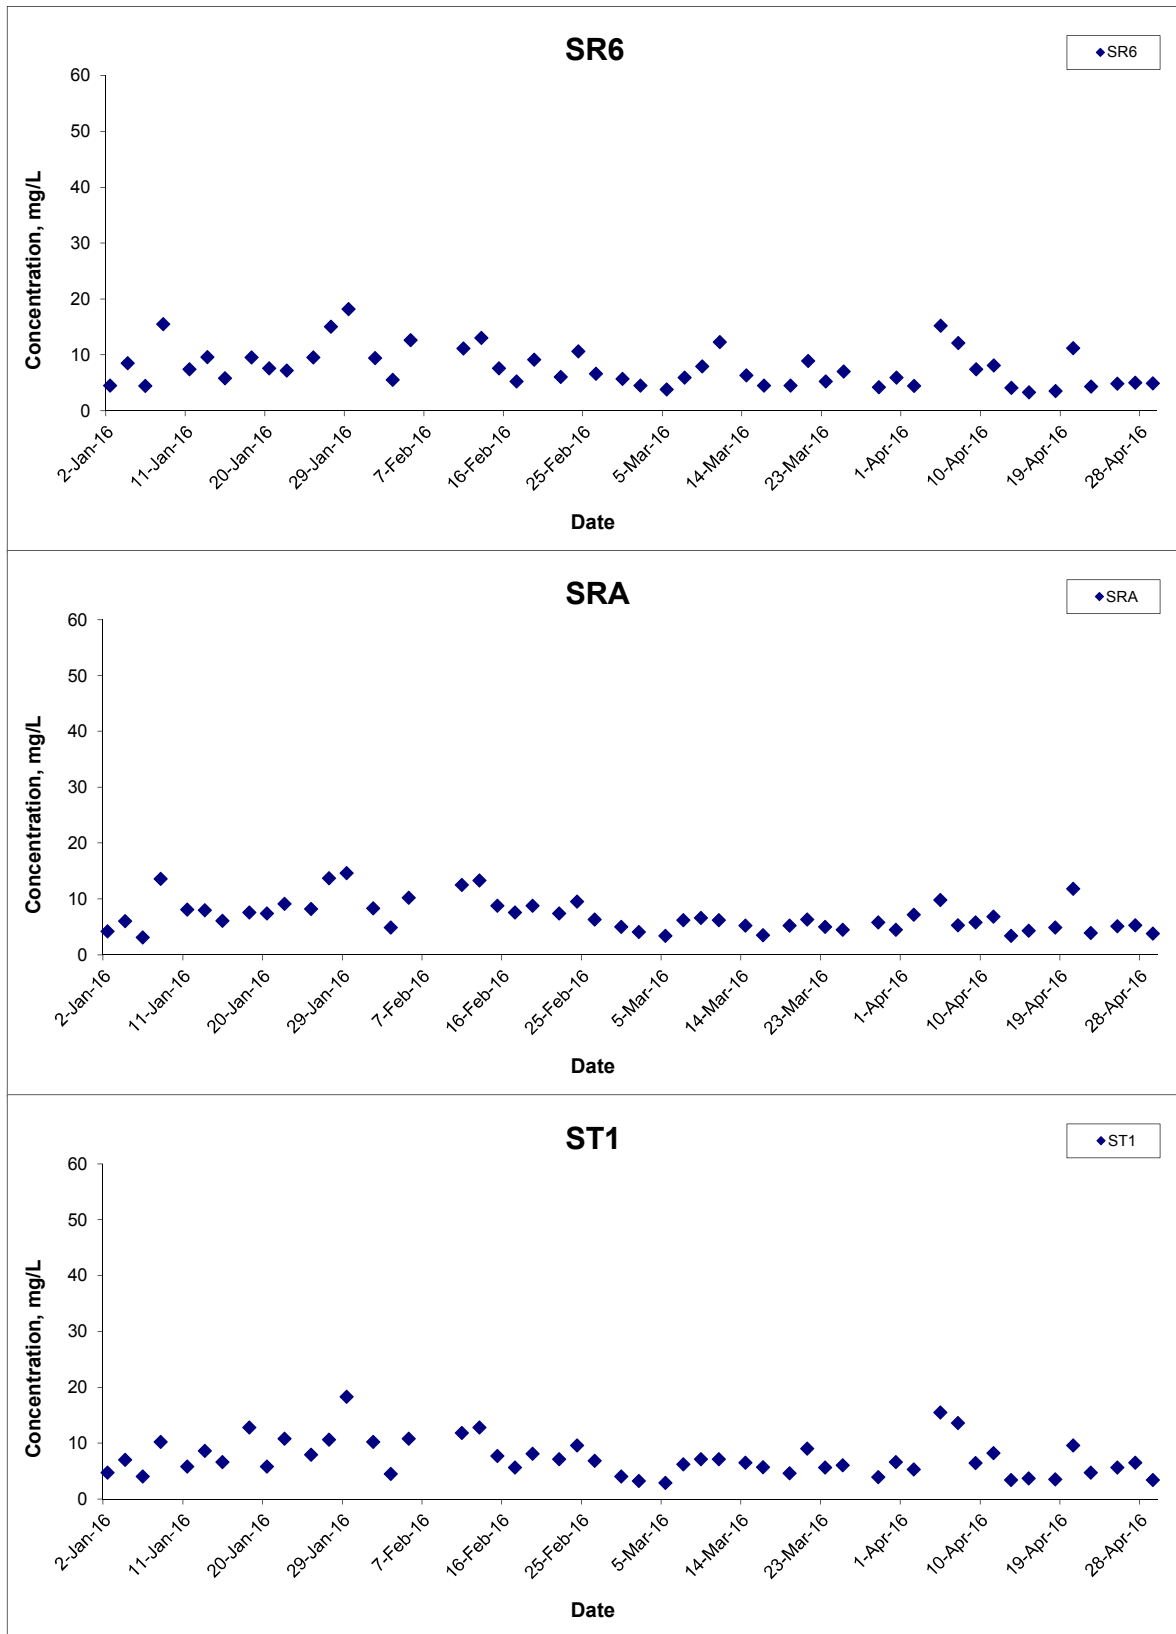 SR6
SR6
60
50
40
30
20
10
0
Concentration, mg/L
2-Jan-16
11-Jan-16
20-Jan-16
29-Jan-16
7-Feb-16
16-Feb-16
25-Feb-16
5-Mar-16
14-Mar-16
23-Mar-16
1-Apr-16
10-Apr-16
19-Apr-16
28-Apr-16
Date
SRA
SRA
60
50
40
30
20
10
0
Concentration, mg/L
2-Jan-16
11-Jan-16
20-Jan-16
29-Jan-16
7-Feb-16
16-Feb-16
25-Feb-16
5-Mar-16
14-Mar-16
23-Mar-16
1-Apr-16
10-Apr-16
19-Apr-16
28-Apr-16
Date
ST1
ST1
60
50
40
30
20
10
0
Concentration, mg/L
2-Jan-16
11-Jan-16
20-Jan-16
29-Jan-16
7-Feb-16
16-Feb-16
25-Feb-16
5-Mar-16
14-Mar-16
23-Mar-16
1-Apr-16
10-Apr-16
19-Apr-16
28-Apr-16
Date